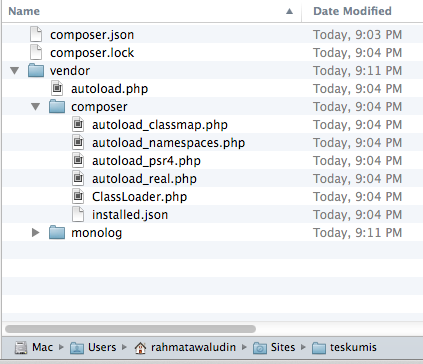 Name Date Modified
composer.json Today, 9:03 PM
composer.lock Today, 9:04 PM
vendor Today, 9:11 PM
autoload.php Today, 9:04 PM
composer Today, 9:04 PM
autoload_classmap.php Today, 9:04 PM
autoload_namespaces.php Today, 9:04 PM
autoload_psr4.php Today, 9:04 PM
autoload_real.php Today, 9:04 PM
ClassLoader.php Today, 9:04 PM
installed.json Today, 9:04 PM
monolog Today, 9:11 PM
Mac Users rahmatawaludin Sites teskumis